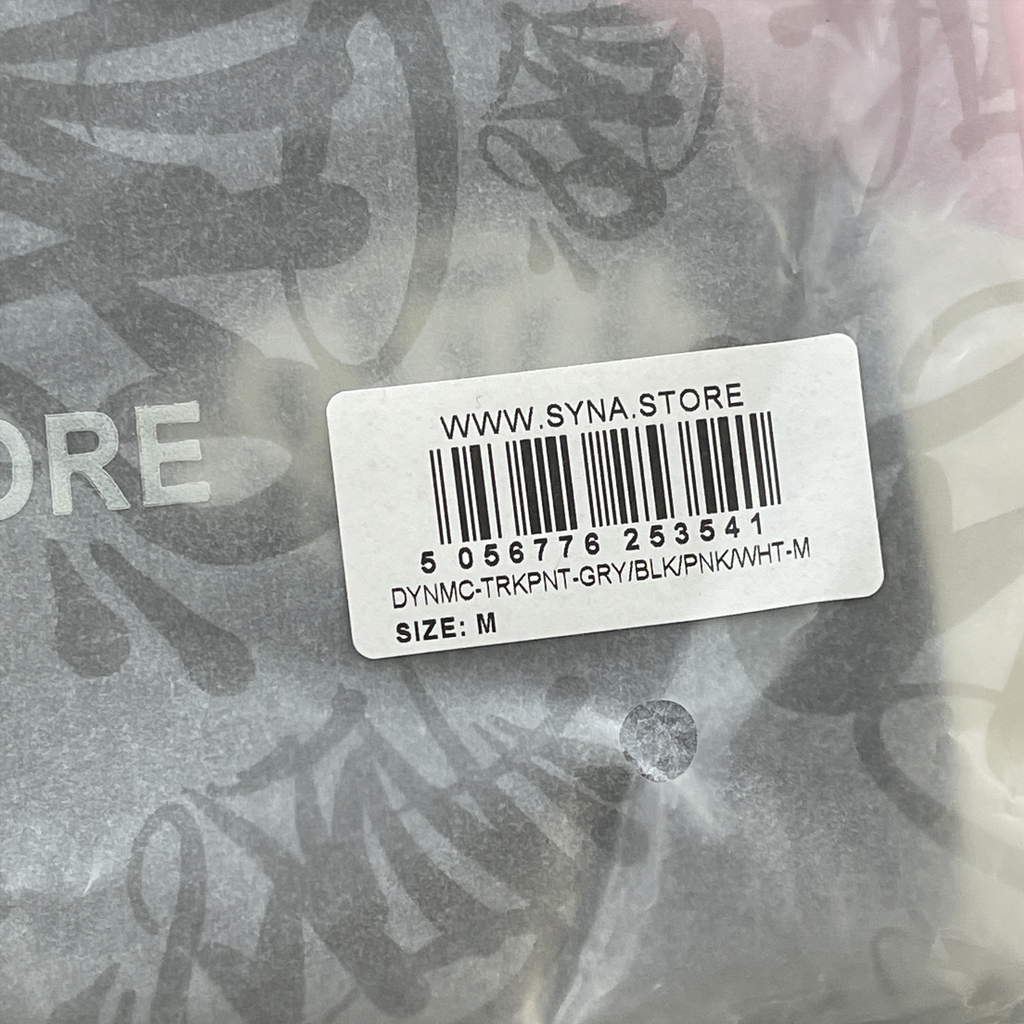 WWW.SYNA.STORE
5 056776 253541
DYNMC-TRKPNT-GRY/BLK/PNK/WHT-M
SIZE: M
ORE